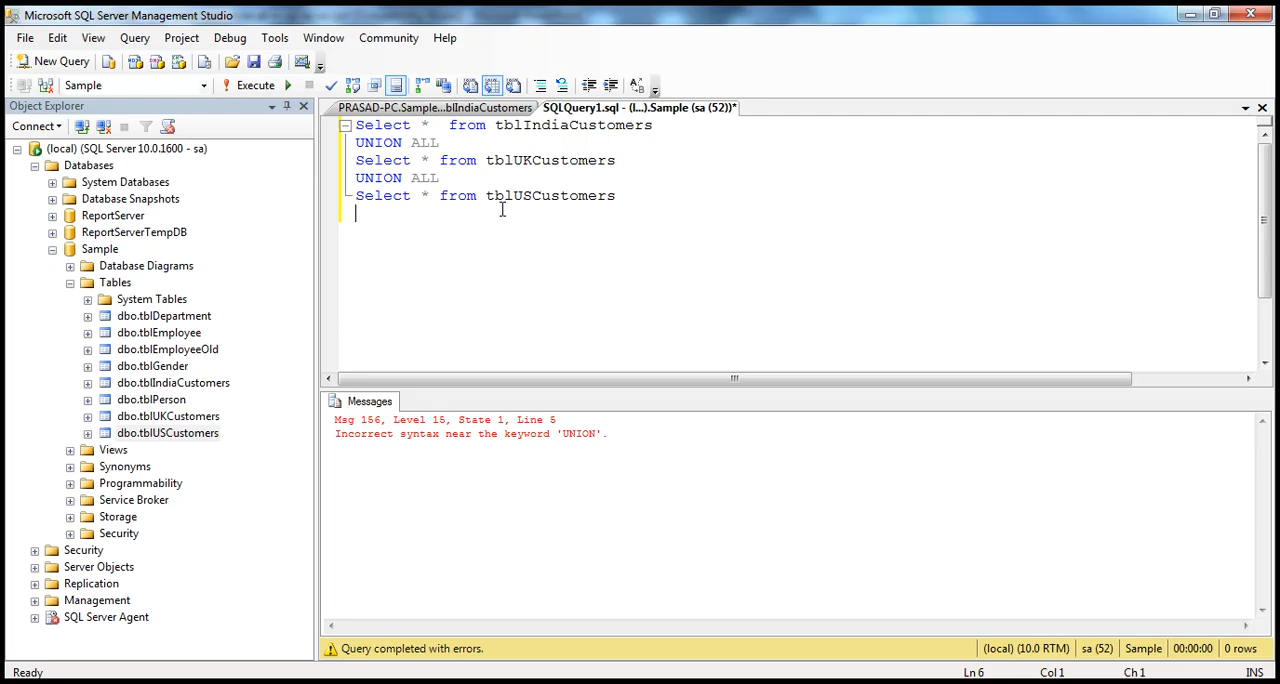 Microsoft SQL Server Management Studio
File Edit View Query Project Debug Tools Window Community Help
New Query
Sample Execute
Object Explorer
PRASAD-PC.Sample...blIndiaCustomers SQLQuery1.sql - (l...).Sample (sa (52))*
Connect
(local) (SQL Server 10.0.1600 - sa)
Databases
System Databases
Database Snapshots
ReportServer
ReportServerTempDB
Sample
Database Diagrams
Tables
System Tables
dbo.tblDepartment
dbo.tblEmployee
dbo.tblEmployeeOld
dbo.tblGender
dbo.tblIndiaCustomers
dbo.tblPerson
dbo.tblUKCustomers
dbo.tblUSCustomers
Views
Synonyms
Programmability
Service Broker
Storage
Security
Security
Server Objects
Replication
Management
SQL Server Agent
Select * from tblIndiaCustomers
UNION ALL
Select * from tblUKCustomers
UNION ALL
Select * from tblUSCustomers
Messages
Msg 156, Level 15, State 1, Line 5
Incorrect syntax near the keyword 'UNION'.
Query completed with errors. (local) (10.0 RTM) sa (52) Sample 00:00:00 0 rows
Ready Ln 6 Col 1 Ch 1 INS